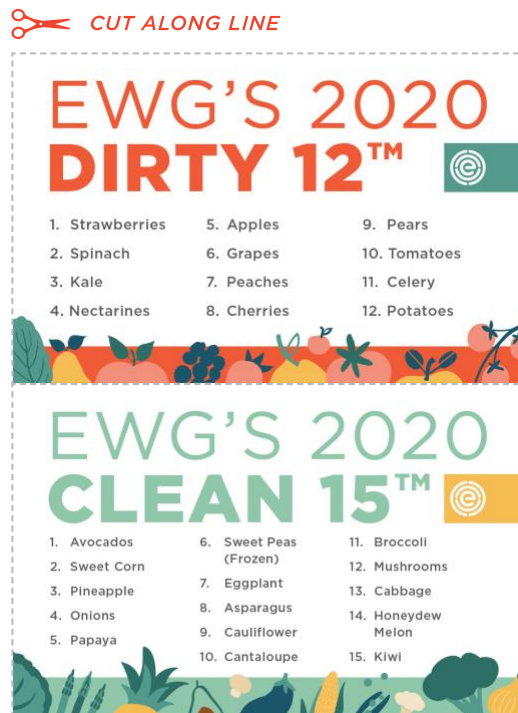 CUT ALONG LINE
EWG'S 2020
DIRTY 12™
1. Strawberries
2. Spinach
3. Kale
4. Nectarines
5. Apples
6. Grapes
7. Peaches
8. Cherries
9. Pears
10. Tomatoes
11. Celery
12. Potatoes
EWG'S 2020
CLEAN 15™
1. Avocados
2. Sweet Corn
3. Pineapple
4. Onions
5. Papaya
6. Sweet Peas
(Frozen)
7. Eggplant
8. Asparagus
9. Cauliflower
10. Cantaloupe
11. Broccoli
12. Mushrooms
13. Cabbage
14. Honeydew
Melon
15. Kiwi